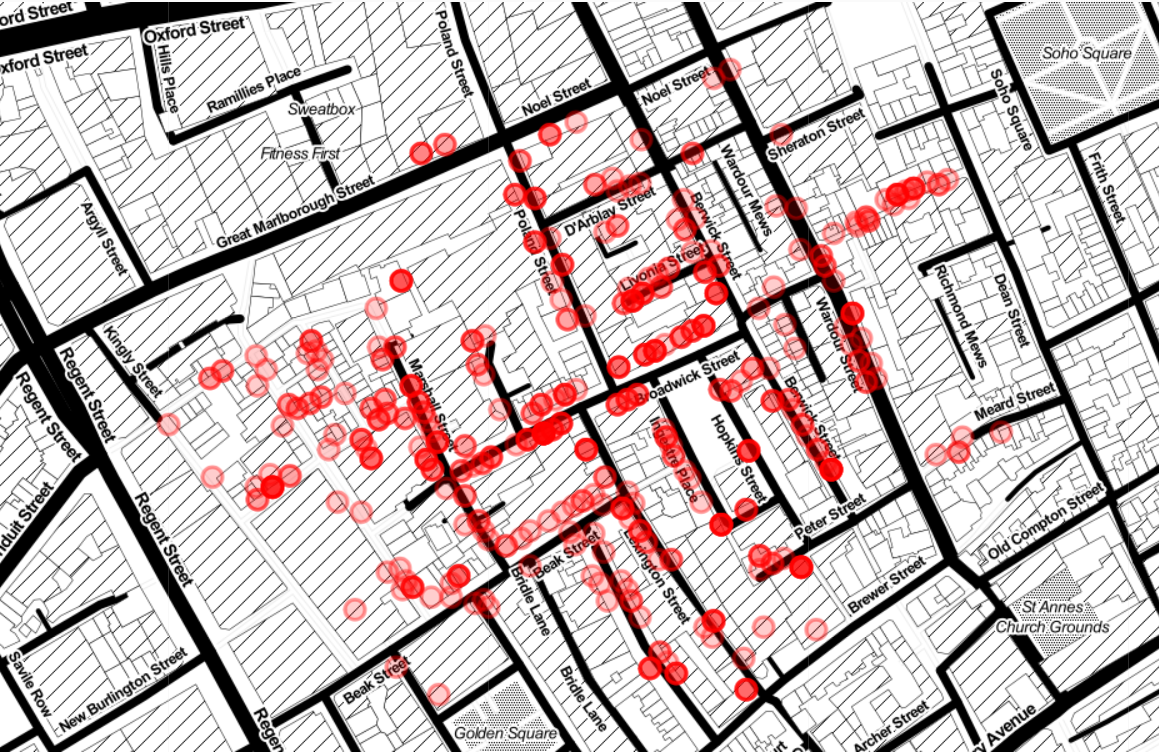 ord Street
Oxford Street
xford Street
Hills Place
Poland Street
Ramillies Place
Sweatbox
Fitness First
Noel Street
Noel Street
Soho Square
Soho Square
Sheraton Street
Wardour Mews
Frith Street
Argyll Street
Great Marlborough Street
D'Arblay Street
Poland Street
Berwick Street
Livonia Street
Richmond Mews
Dean Street
Wardour Street
Kingly Street
Regent Street
Regent Street
Marshall Street
Broadwick Street
Berwick Street
Meard Street
Ingestre Place
Hopkins Street
nduit Street
Regent Street
Peter Street
Old Compton Street
Beak Street
Lexington Street
Bridle Lane
Brewer Street
St Annes
Church Grounds
Savile Row
New Burlington Street
Beak Street
Bridle Lane
Regen
Golden Square
Archer Street
Avenue